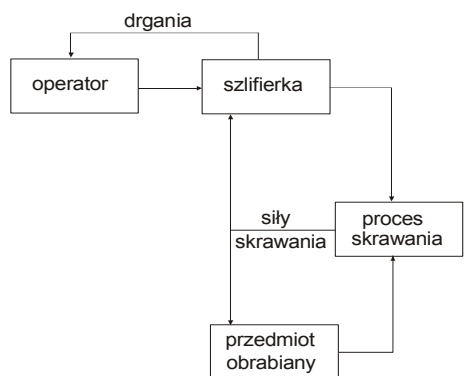 drgania
operator
szlifierka
siły
skrawania
proces
skrawania
przedmiot
obrabiany